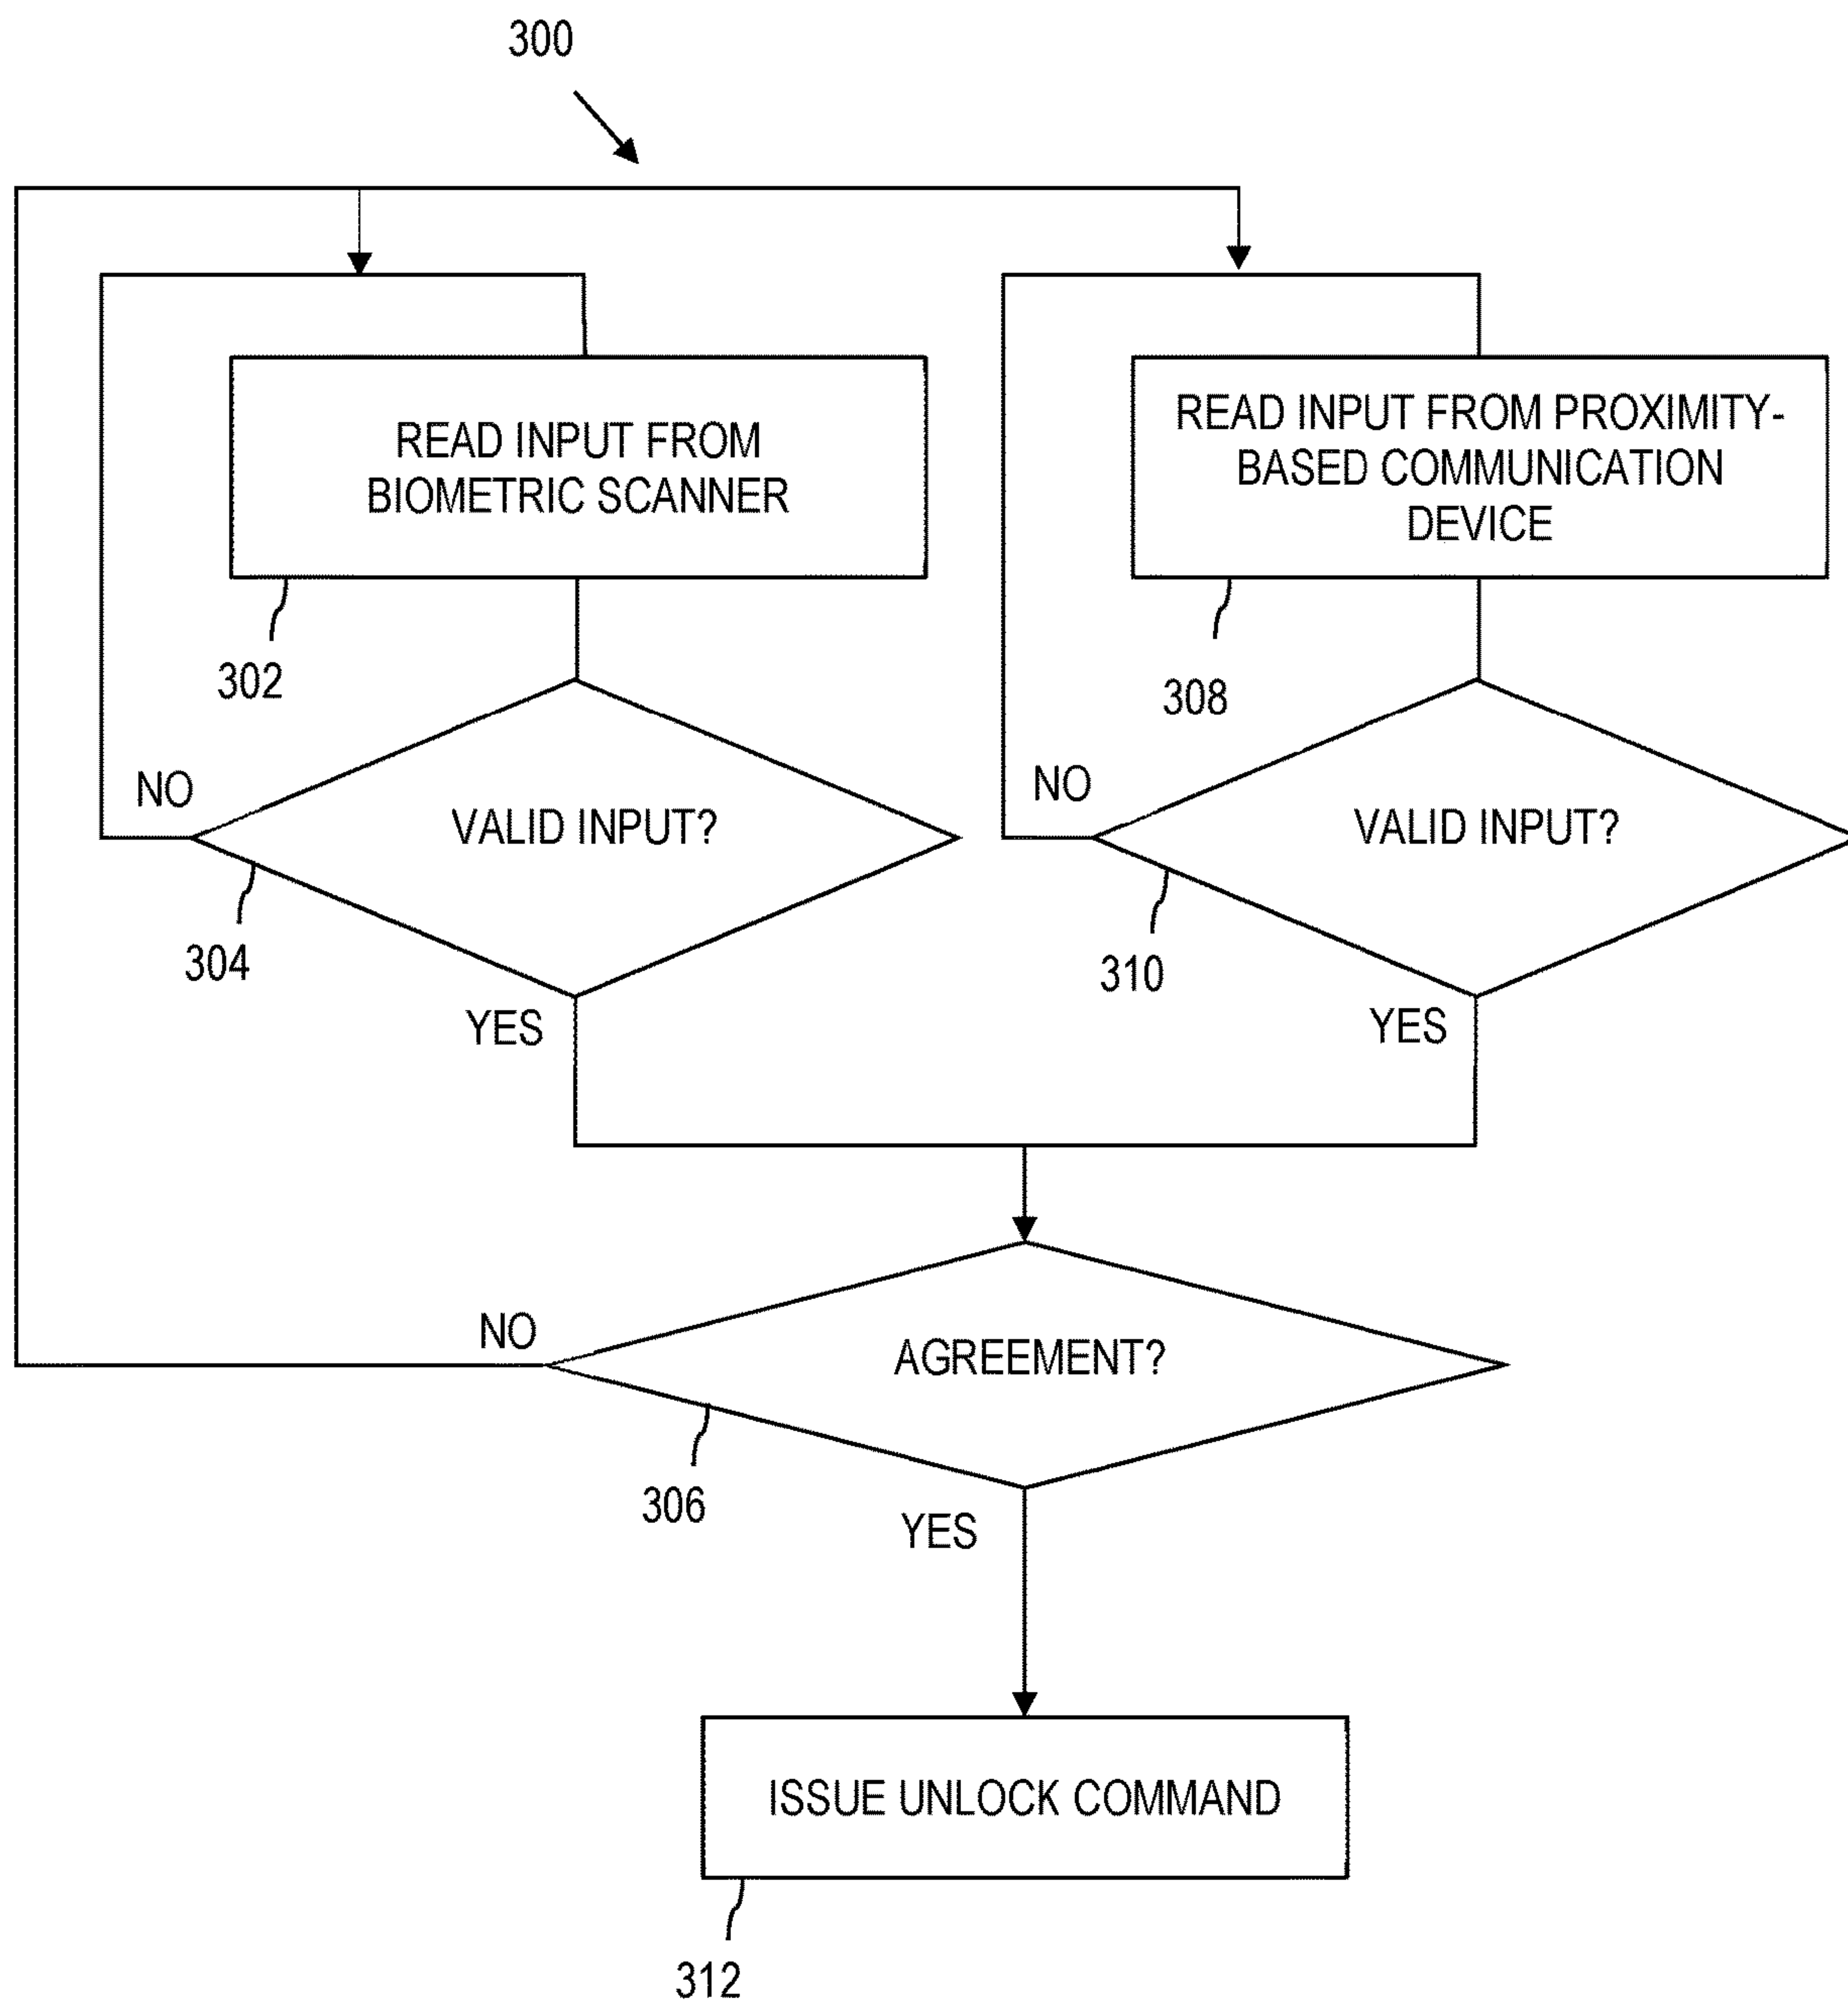 300
READ INPUT FROM
BIOMETRIC SCANNER
302
READ INPUT FROM PROXIMITY-
BASED COMMUNICATION
DEVICE
308
NO
VALID INPUT?
304
YES
NO
VALID INPUT?
310
YES
NO
AGREEMENT?
306
YES
ISSUE UNLOCK COMMAND
312